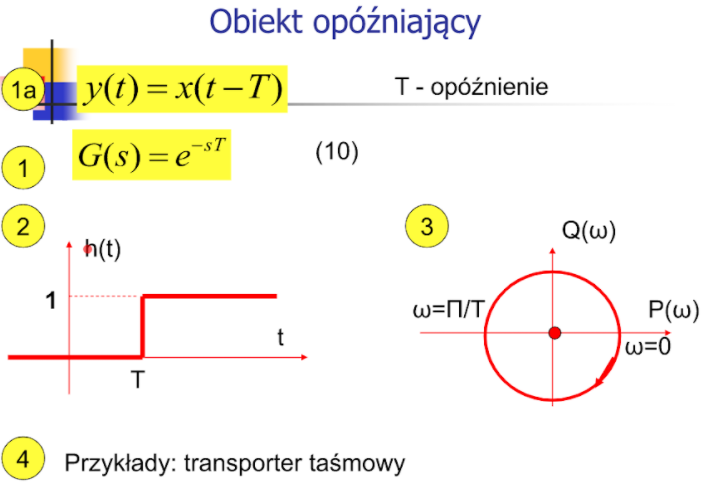 Obiekt opóźniający
1a y(t) = x(t − T) T - opóźnienie
1 G(s) = e^{−sT} (10)
2 h(t)
1
t
T
3 Q(ω)
ω=Π/T P(ω)
ω=0
4 Przykłady: transporter taśmowy